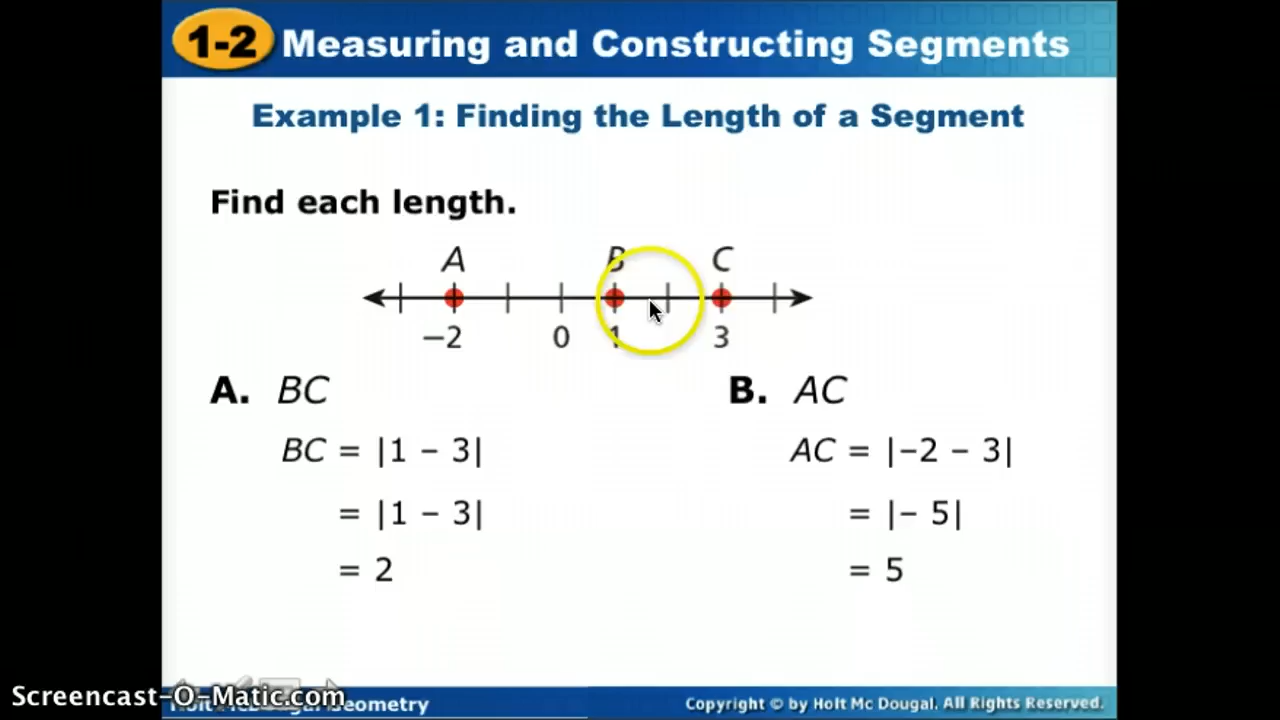 1-2 Measuring and Constructing Segments
Example 1: Finding the Length of a Segment
Find each length.
A B C
–2 0 1 3
A. BC B. AC
BC = |1 – 3| AC = |–2 – 3|
= |1 – 3| = |– 5|
= 2 = 5
Screencast-O-Matic.com
Geometry Copyright © by Holt Mc Dougal. All Rights Reserved.